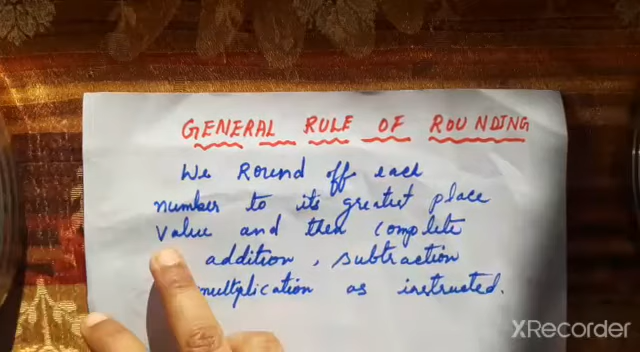 GENERAL RULE OF ROUNDING
We Round off each
number to its greatest place
value and then complete
addition, subtraction
multplication as instructed.
XRecorder